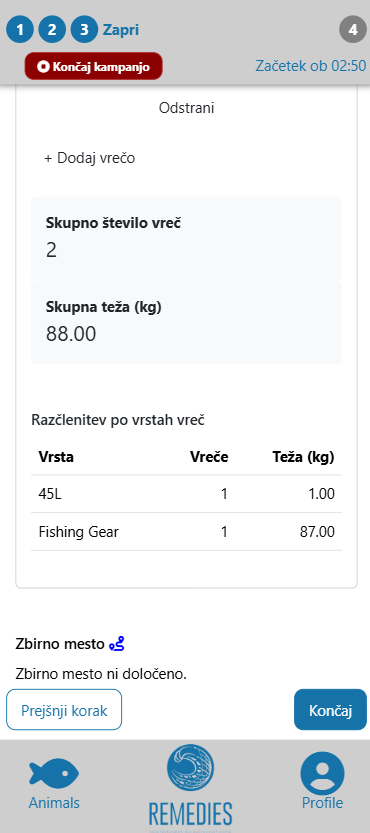 1 2 3 Zapri 4
Končaj kampanjo Začetek ob 02:50
Odstrani
+ Dodaj vrečo
Skupno število vreč
2
Skupna teža (kg)
88.00
Razčlenitev po vrstah vreč
Vrsta Vreče Teža (kg)
45L 1 1.00
Fishing Gear 1 87.00
Zbirno mesto
Zbirno mesto ni določeno.
Prejšnji korak Končaj
Animals REMEDIES Profile